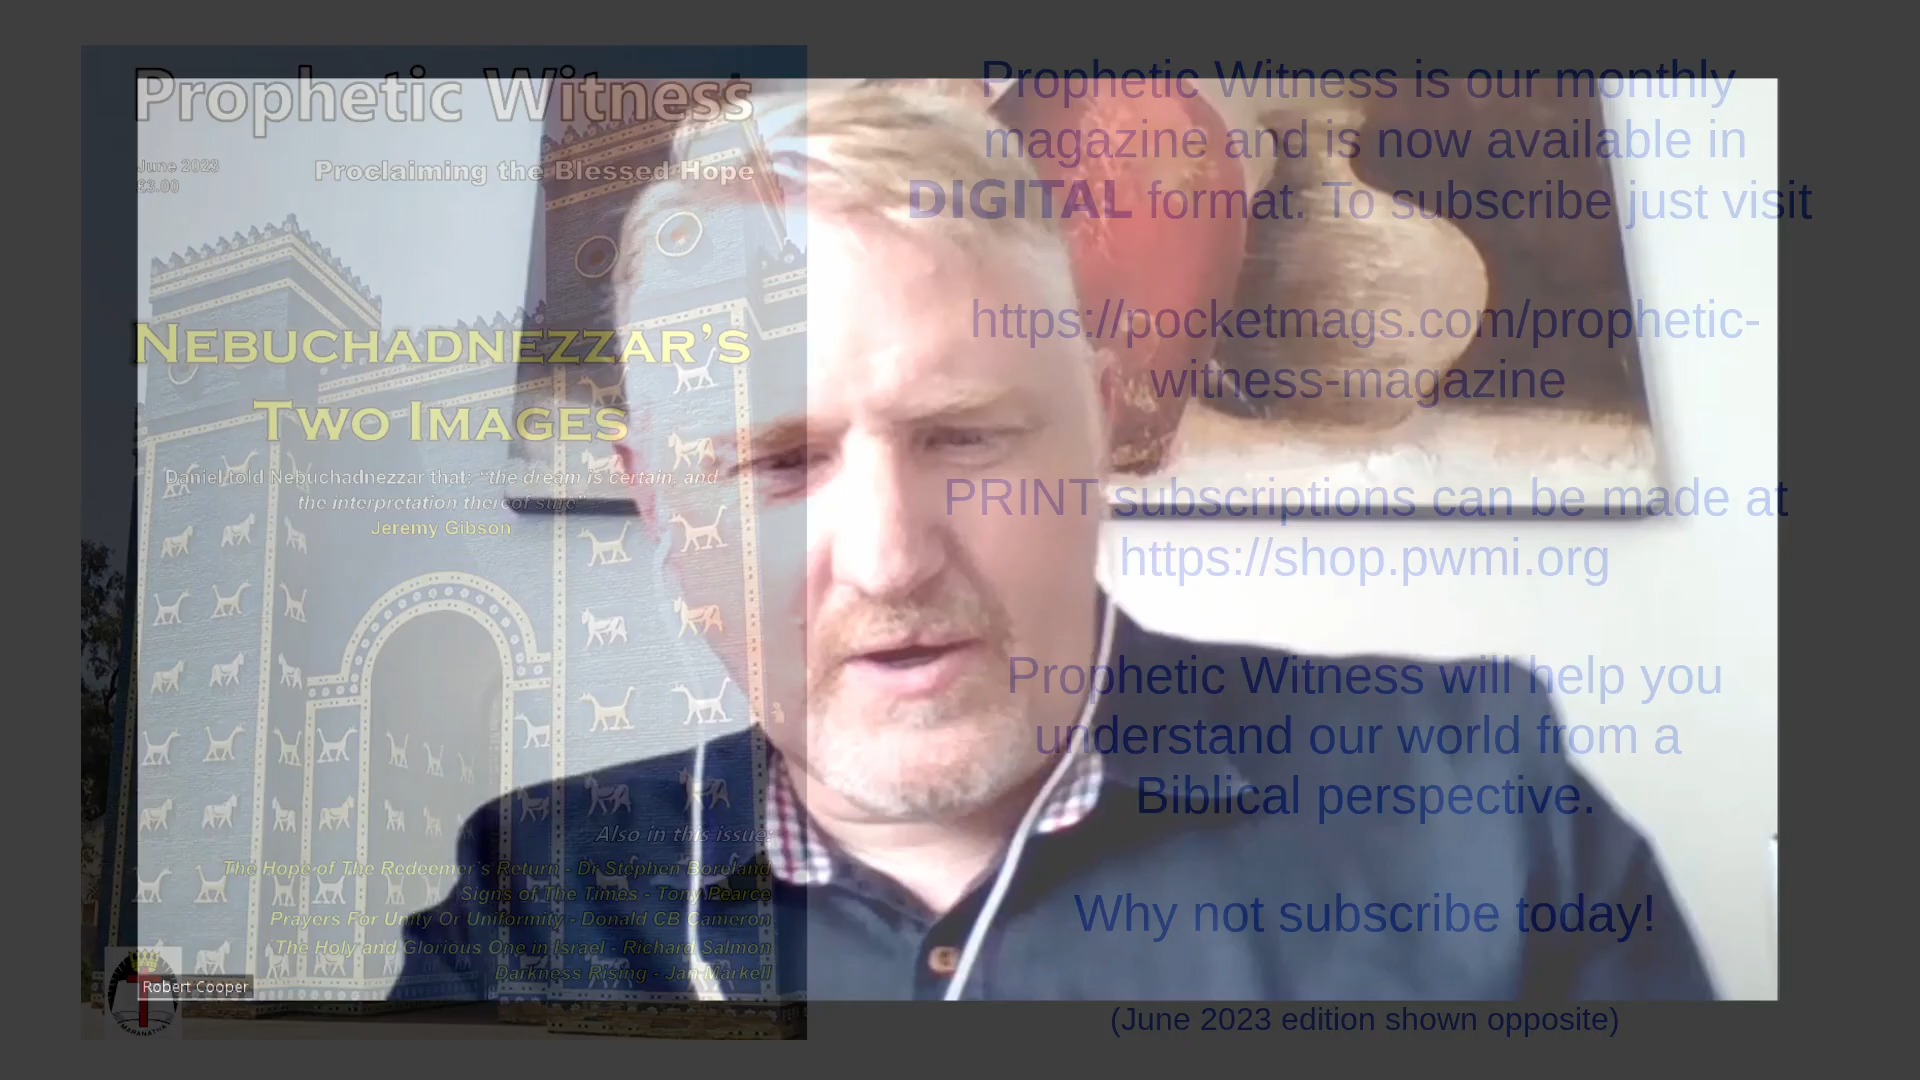 Prophetic Witness
June 2023
£3.00
Proclaiming the Blessed Hope
NEBUCHADNEZZAR'S
TWO IMAGES
Daniel told Nebuchadnezzar that: "the dream is certain, and
the interpretation thereof sure"
Jeremy Gibson
Also in this issue:
The Hope of The Redeemer's Return - Dr Stephen Boreland
Signs of The Times - Tony Pearce
Prayers For Unity Or Uniformity - Donald CB Cameron
The Holy and Glorious One in Israel - Richard Salmon
Darkness Rising - Jan Markell
Robert Cooper
MARANATHA
Prophetic Witness is our monthly
magazine and is now available in
DIGITAL format. To subscribe just visit
https://pocketmags.com/prophetic-
witness-magazine
PRINT subscriptions can be made at
https://shop.pwmi.org
Prophetic Witness will help you
understand our world from a
Biblical perspective.
Why not subscribe today!
(June 2023 edition shown opposite)